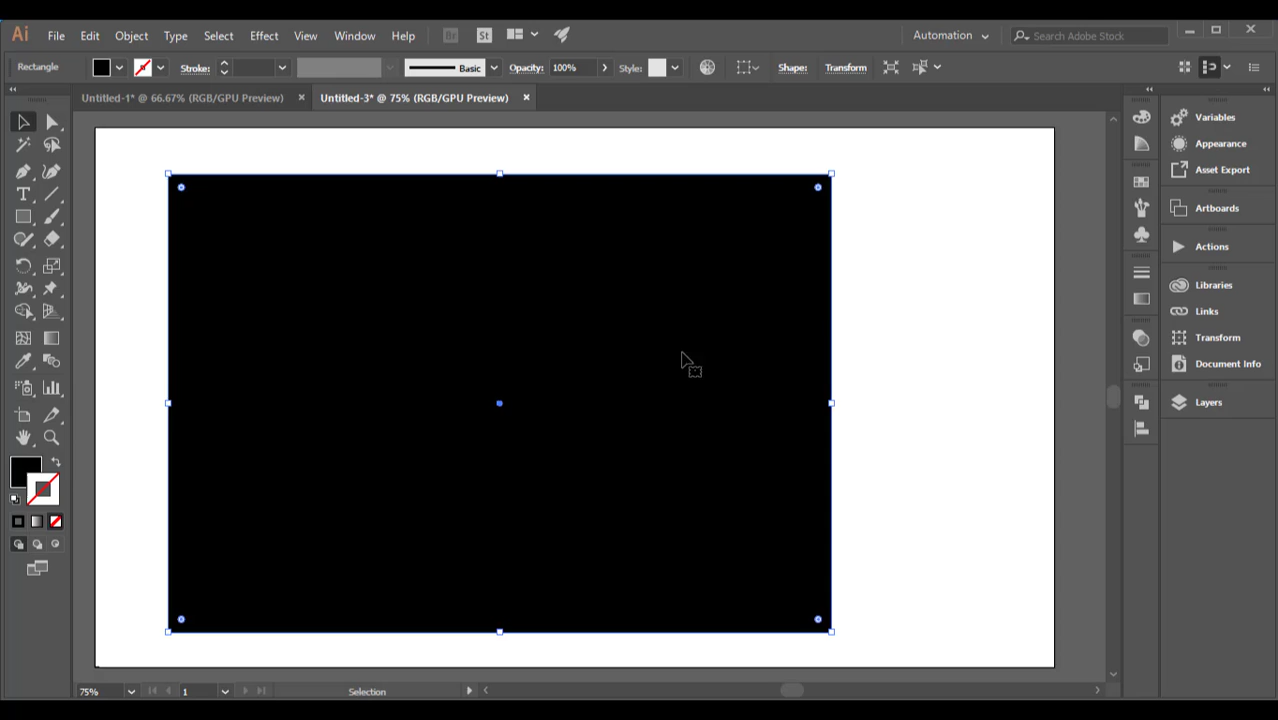 Ai File Edit Object Type Select Effect View Window Help Br St Automation Search Adobe Stock
Rectangle Stroke: Basic Opacity: 100% Style: Shape: Transform
Untitled-1* @ 66.67% (RGB/GPU Preview) × Untitled-3* @ 75% (RGB/GPU Preview) ×
Variables
Appearance
Asset Export
Artboards
Actions
Libraries
Links
Transform
Document Info
Layers
75% 1 Selection